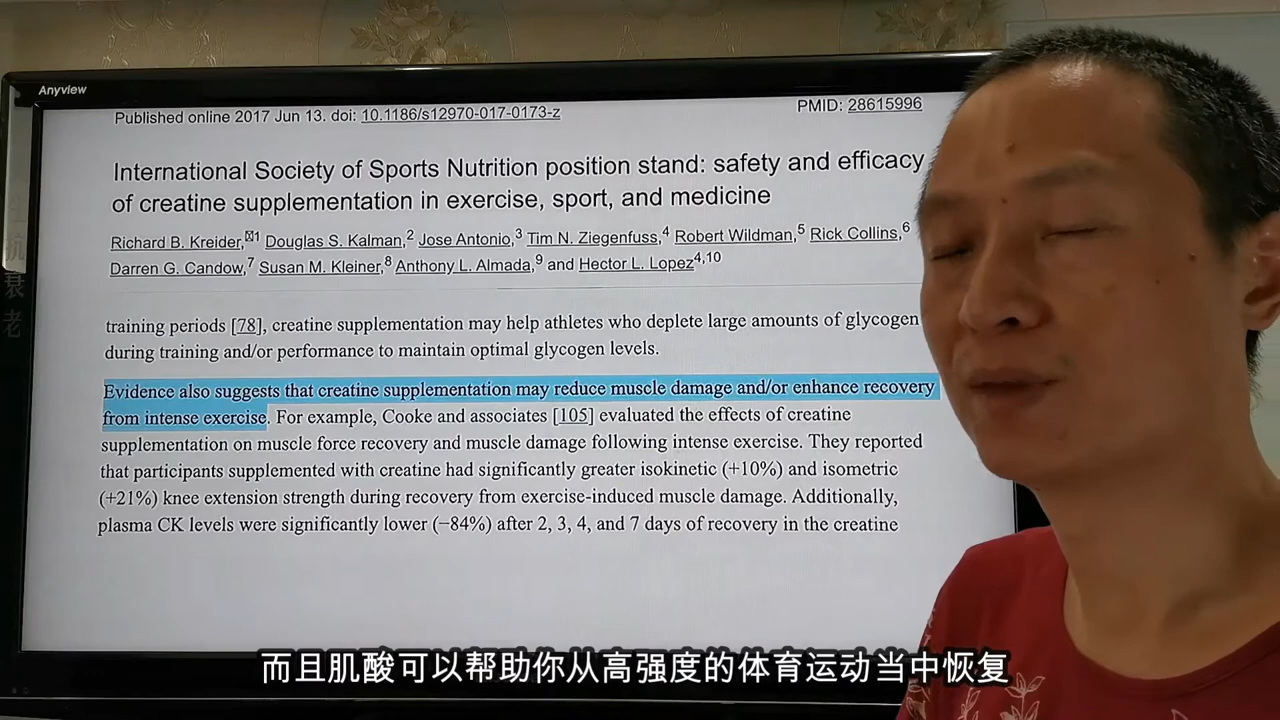 Anyview
Published online 2017 Jun 13. doi: 10.1186/s12970-017-0173-z
PMID: 28615996
International Society of Sports Nutrition position stand: safety and efficacy
of creatine supplementation in exercise, sport, and medicine
Richard B. Kreider,✉1 Douglas S. Kalman,2 Jose Antonio,3 Tim N. Ziegenfuss,4 Robert Wildman,5 Rick Collins,6
Darren G. Candow,7 Susan M. Kleiner,8 Anthony L. Almada,9 and Hector L. Lopez4,10
training periods [78], creatine supplementation may help athletes who deplete large amounts of glycogen
during training and/or performance to maintain optimal glycogen levels.
Evidence also suggests that creatine supplementation may reduce muscle damage and/or enhance recovery
from intense exercise. For example, Cooke and associates [105] evaluated the effects of creatine
supplementation on muscle force recovery and muscle damage following intense exercise. They reported
that participants supplemented with creatine had significantly greater isokinetic (+10%) and isometric
(+21%) knee extension strength during recovery from exercise-induced muscle damage. Additionally,
plasma CK levels were significantly lower (−84%) after 2, 3, 4, and 7 days of recovery in the creatine
而且肌酸可以帮助你从高强度的体育运动当中恢复